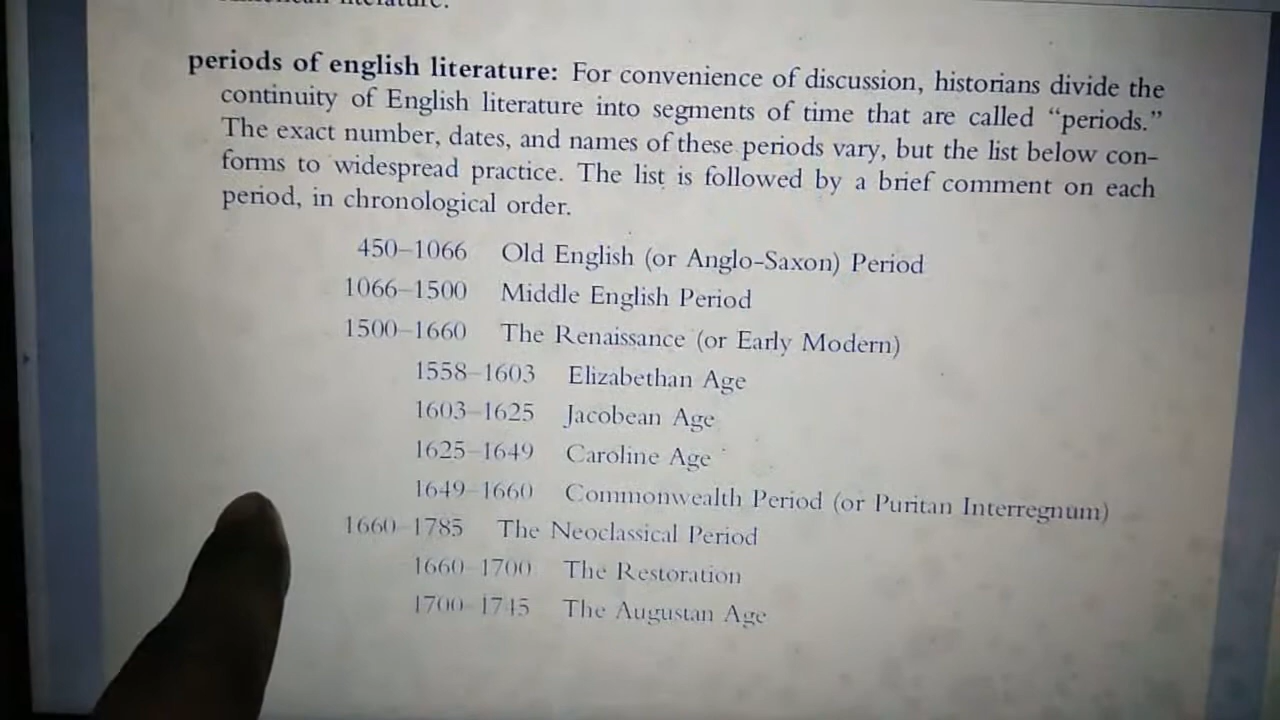 American literature.
periods of english literature: For convenience of discussion, historians divide the
continuity of English literature into segments of time that are called “periods.”
The exact number, dates, and names of these periods vary, but the list below con-
forms to widespread practice. The list is followed by a brief comment on each
period, in chronological order.
450–1066 Old English (or Anglo-Saxon) Period
1066–1500 Middle English Period
1500–1660 The Renaissance (or Early Modern)
1558–1603 Elizabethan Age
1603–1625 Jacobean Age
1625–1649 Caroline Age
1649–1660 Commonwealth Period (or Puritan Interregnum)
1660–1785 The Neoclassical Period
1660–1700 The Restoration
1700–1745 The Augustan Age